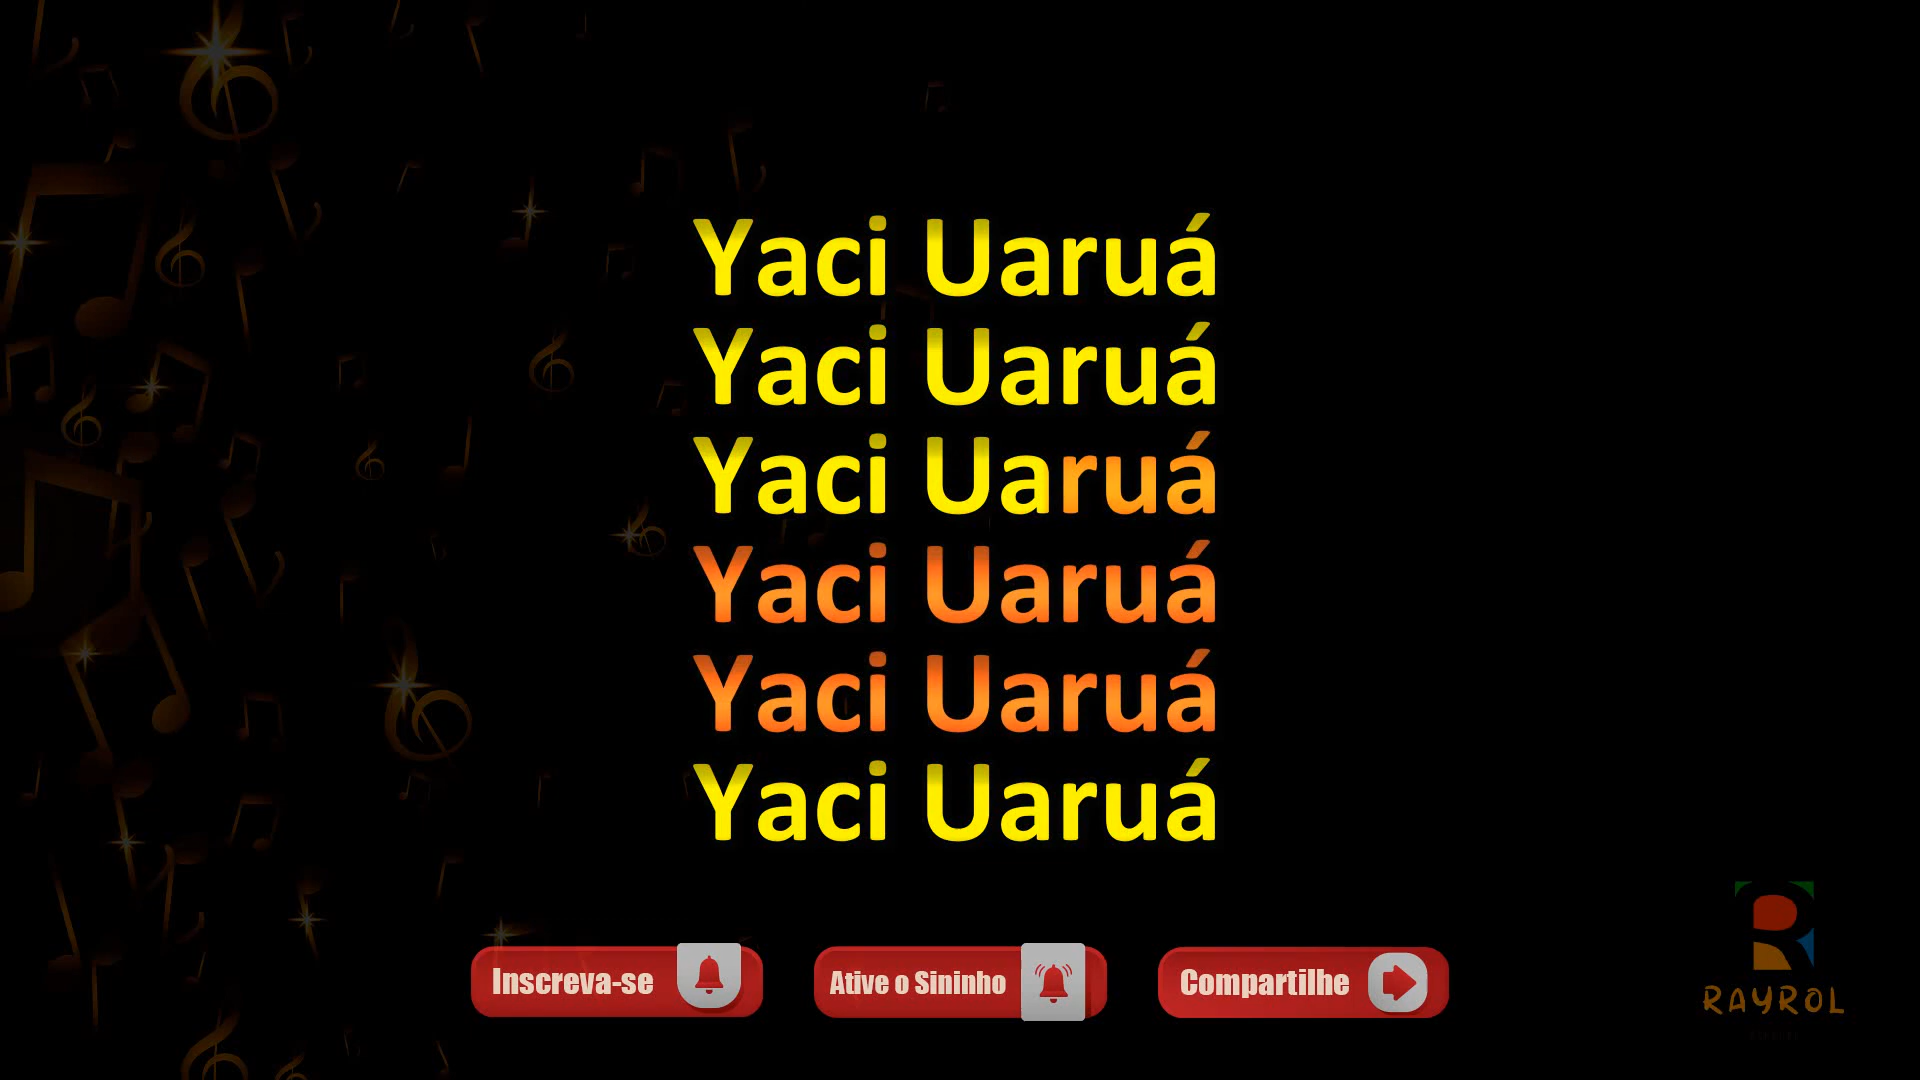 Yaci Uaruá
Yaci Uaruá
Yaci Uaruá
Yaci Uaruá
Yaci Uaruá
Yaci Uaruá
Inscreva-se
Ative o Sininho
Compartilhe
RAYROL